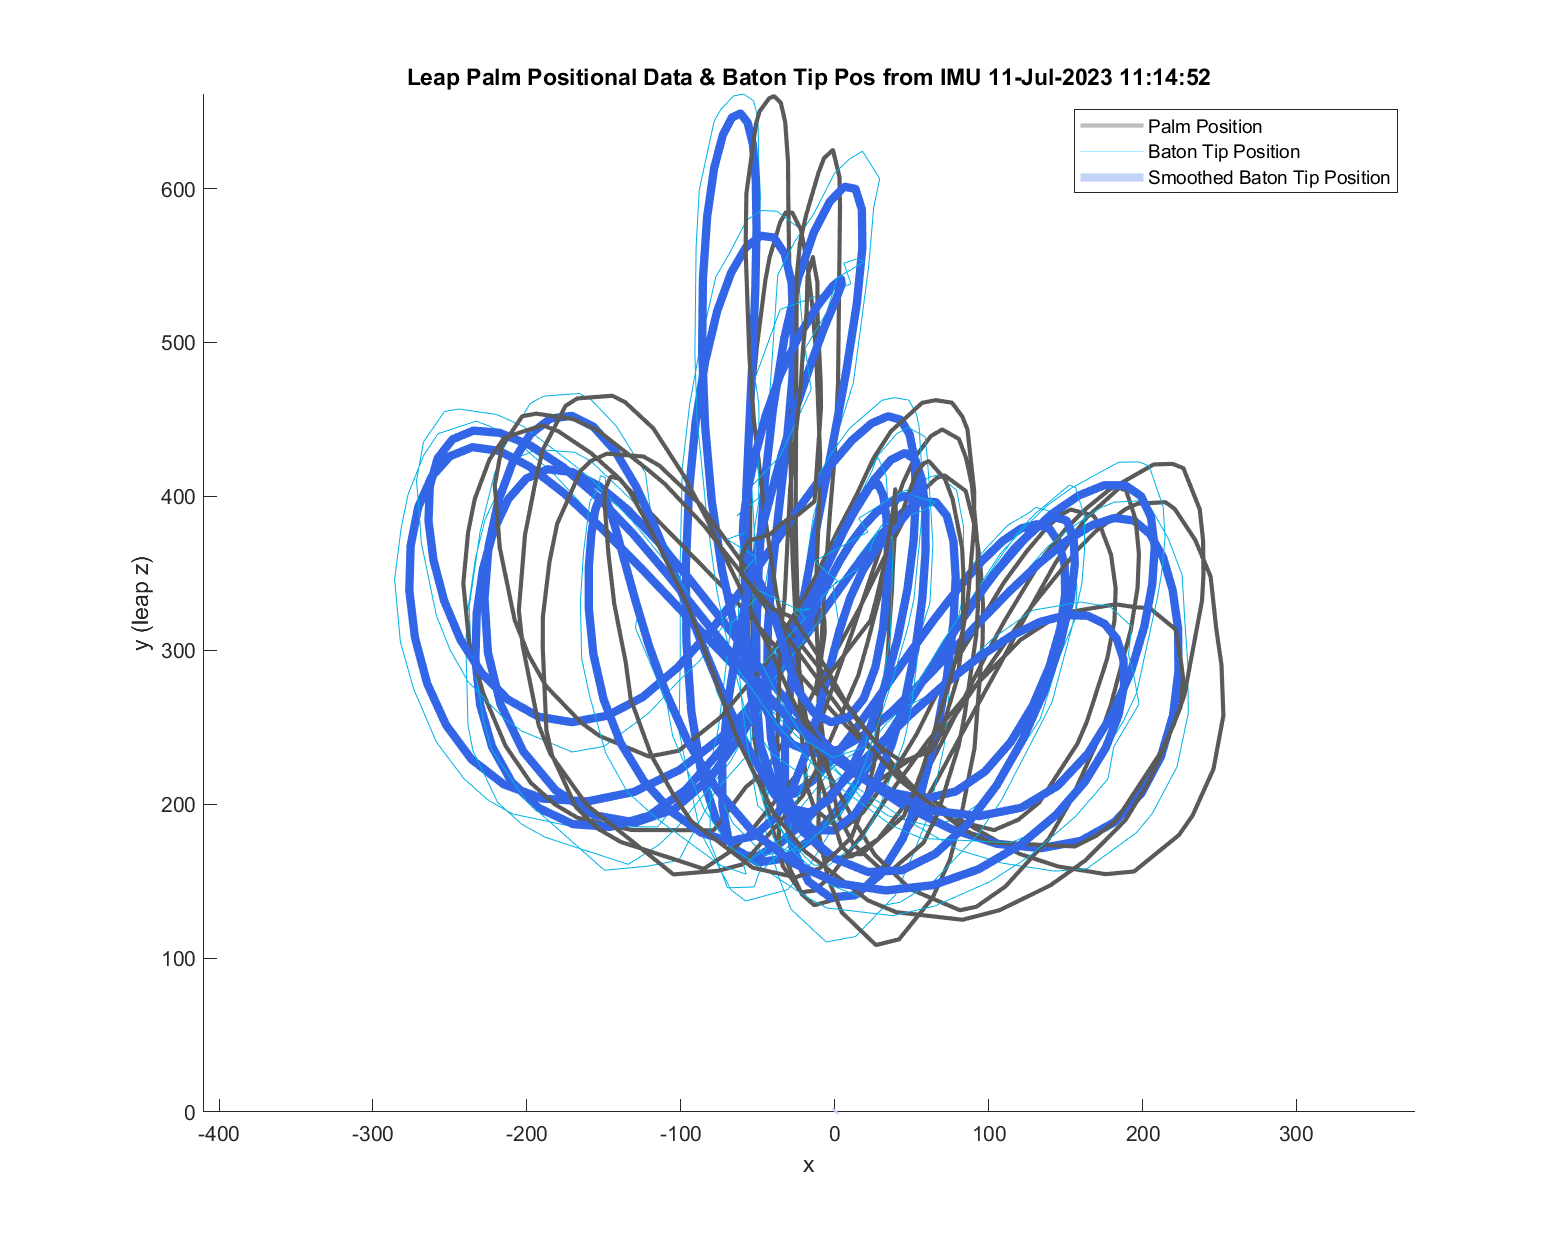 Leap Palm Positional Data & Baton Tip Pos from IMU 11-Jul-2023 11:14:52
Palm Position
Baton Tip Position
Smoothed Baton Tip Position
600
500
400
300
200
100
0
y (leap z)
-400 -300 -200 -100 0 100 200 300
x